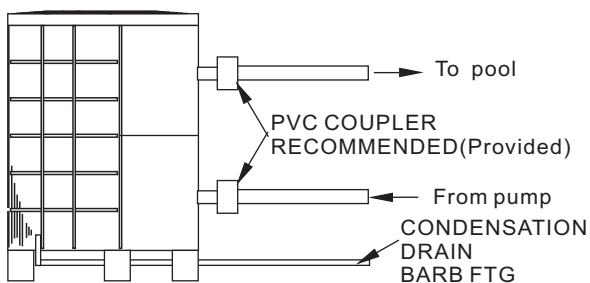 To pool
PVC COUPLER
RECOMMENDED(Provided)
From pump
CONDENSATION
DRAIN
BARB FTG